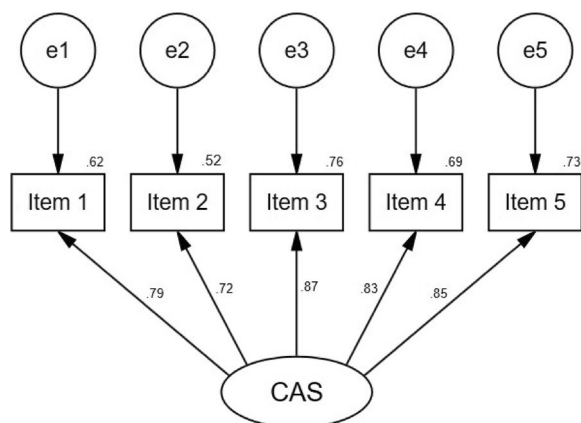 e1 e2 e3 e4 e5
.62 .52 .76 .69 .73
Item 1 Item 2 Item 3 Item 4 Item 5
.79 .72 .87 .83 .85
CAS